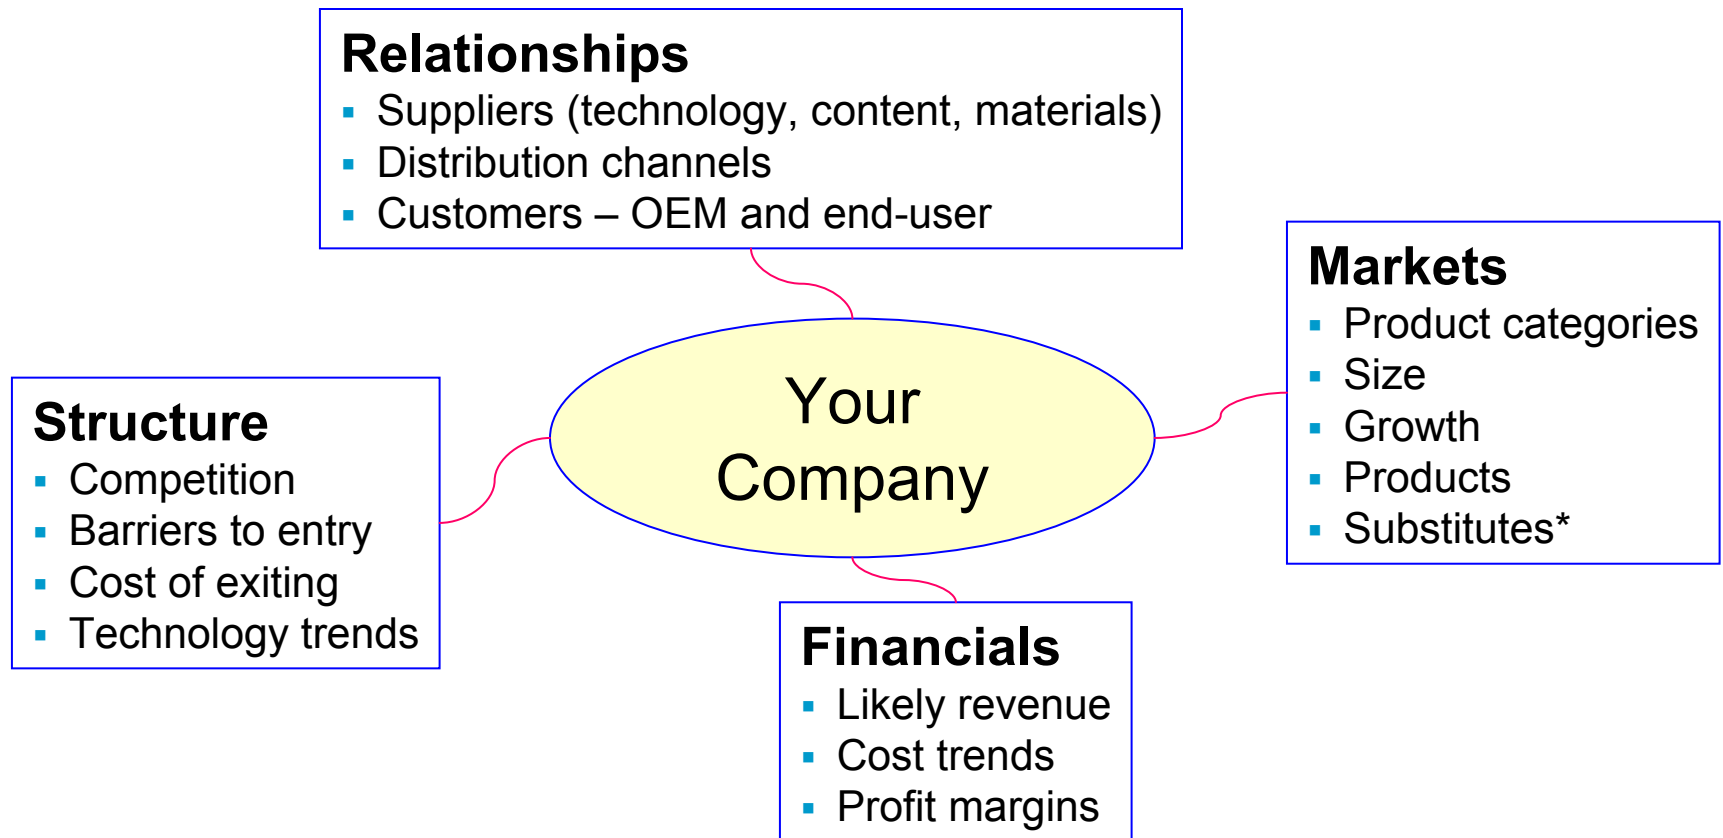 Relationships
▪ Suppliers (technology, content, materials)
▪ Distribution channels
▪ Customers – OEM and end-user
Markets
▪ Product categories
▪ Size
▪ Growth
▪ Products
▪ Substitutes*
Your
Company
Structure
▪ Competition
▪ Barriers to entry
▪ Cost of exiting
▪ Technology trends
Financials
▪ Likely revenue
▪ Cost trends
▪ Profit margins